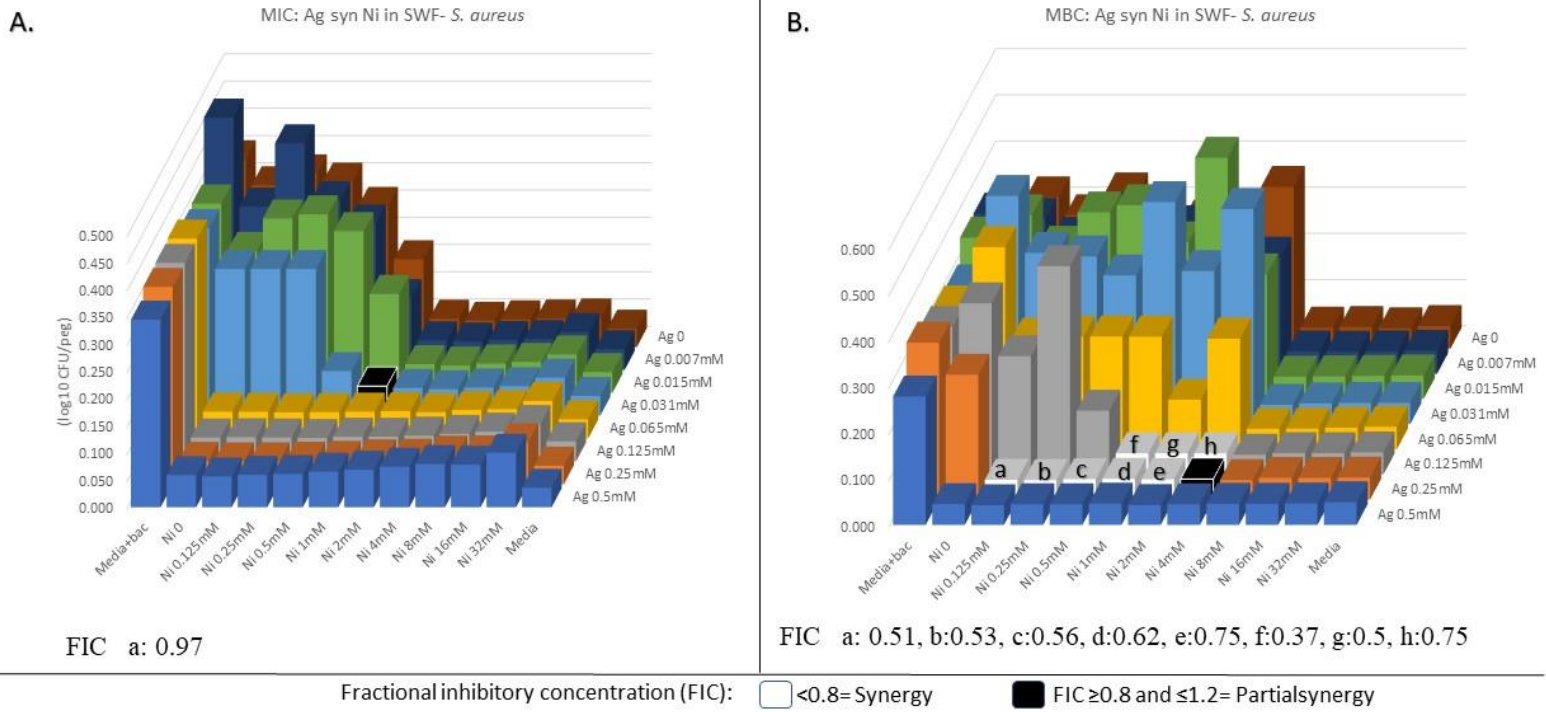 A.
MIC: Ag syn Ni in SWF- S. aureus
(log10 CFU/peg)
0.500
0.450
0.400
0.350
0.300
0.250
0.200
0.150
0.100
0.050
0.000
Ag 0
Ag 0.007mM
Ag 0.015mM
Ag 0.031mM
Ag 0.065mM
Ag 0.125mM
Ag 0.25mM
Ag 0.5mM
Media+bac
Ni 0
Ni 0.125mM
Ni 0.25mM
Ni 0.5mM
Ni 1mM
Ni 2mM
Ni 4mM
Ni 8mM
Ni 16mM
Ni 32mM
Media
FIC a: 0.97
B.
MBC: Ag syn Ni in SWF- S. aureus
0.600
0.500
0.400
0.300
0.200
0.100
0.000
f g h
a b c d e
Ag 0
Ag 0.007mM
Ag 0.015mM
Ag 0.031mM
Ag 0.065mM
Ag 0.125mM
Ag 0.25mM
Ag 0.5mM
Media+bac
Ni 0
Ni 0.125mM
Ni 0.25mM
Ni 0.5mM
Ni 1mM
Ni 2mM
Ni 4mM
Ni 8mM
Ni 16mM
Ni 32mM
Media
FIC a: 0.51, b:0.53, c:0.56, d:0.62, e:0.75, f:0.37, g:0.5, h:0.75
Fractional inhibitory concentration (FIC): <0.8= Synergy FIC ≥0.8 and ≤1.2= Partialsynergy